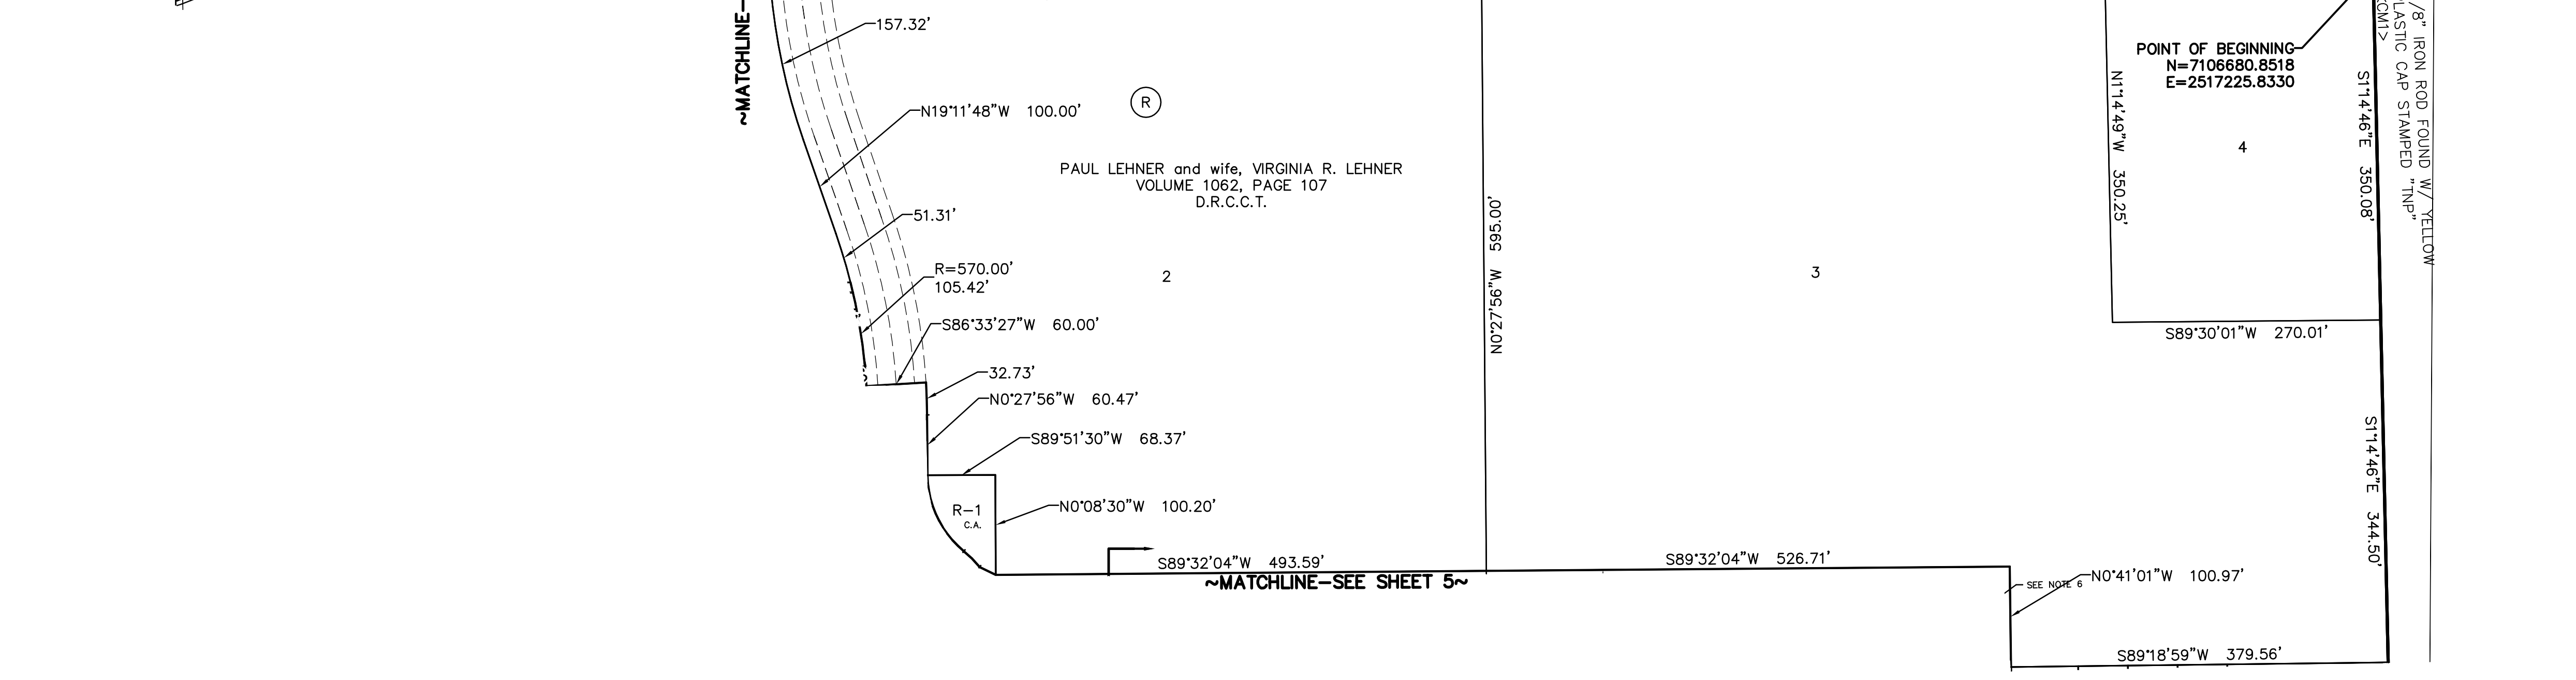 ~MATCHLINE-
157.32'
N19°11'48"W 100.00'
51.31'
R=570.00'
105.42'
S86°33'27"W 60.00'
32.73'
N0°27'56"W 60.47'
S89°51'30"W 68.37'
R-1
C.A.
N0°08'30"W 100.20'
R
PAUL LEHNER and wife, VIRGINIA R. LEHNER
VOLUME 1062, PAGE 107
D.R.C.C.T.
2
S89°32'04"W 493.59'
~MATCHLINE-SEE SHEET 5~
N0°27'56"W 595.00'
3
S89°32'04"W 526.71'
POINT OF BEGINNING
N=7106680.8518
E=2517225.8330
N1°14'49"W 350.25'
4
S1°14'46"E 350.08'
S89°30'01"W 270.01'
S1°14'46"E 344.50'
SEE NOTE 6
N0°41'01"W 100.97'
S89°18'59"W 379.56'
/8" IRON ROD FOUND W/ YELLOW
LASTIC CAP STAMPED "TNP"
CM1>